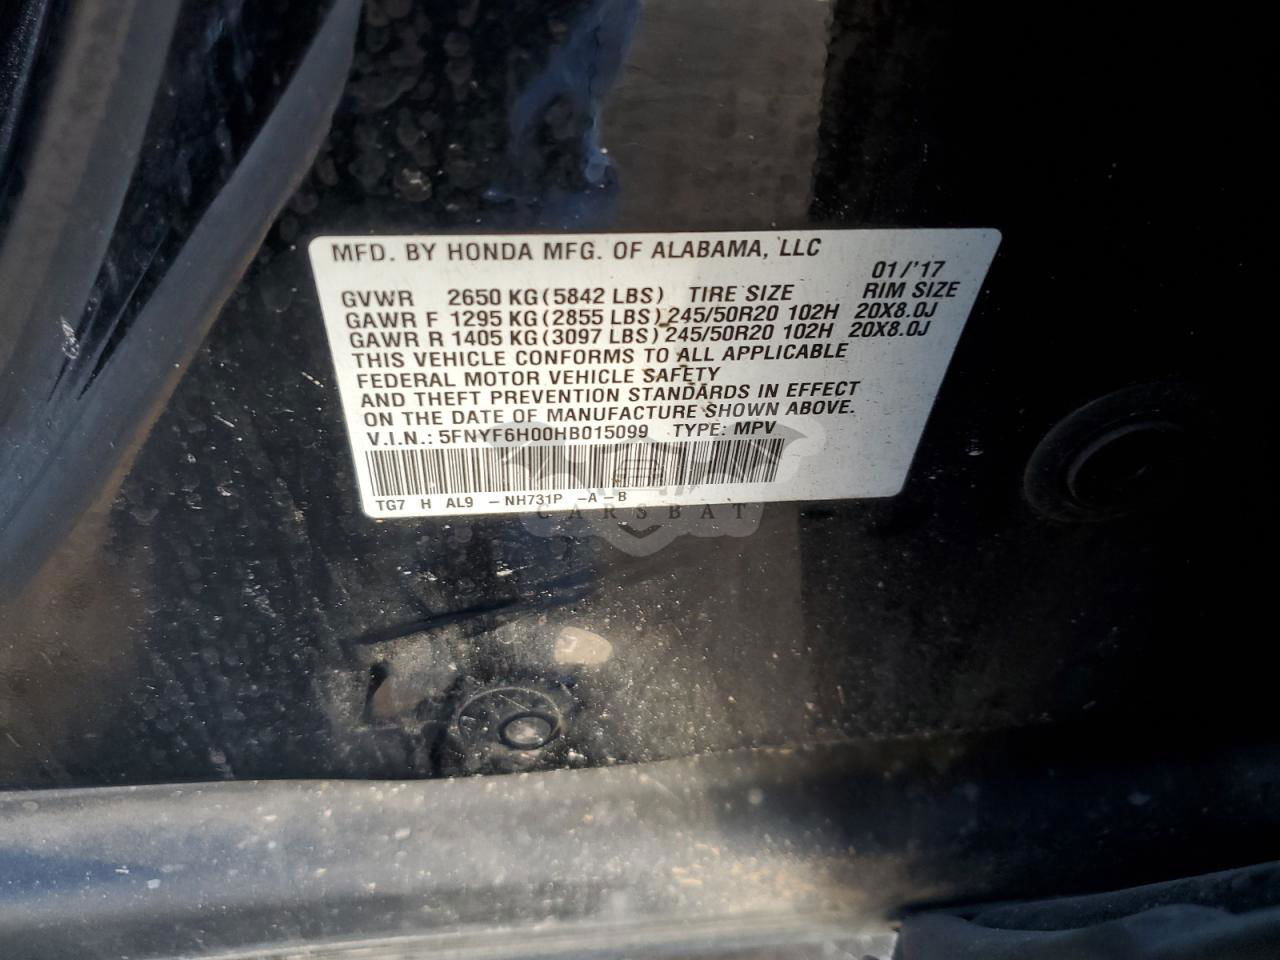 MFD. BY HONDA MFG. OF ALABAMA, LLC
01/'17
GVWR 2650 KG (5842 LBS) TIRE SIZE RIM SIZE
GAWR F 1295 KG (2855 LBS) 245/50R20 102H 20X8.0J
GAWR R 1405 KG (3097 LBS) 245/50R20 102H 20X8.0J
THIS VEHICLE CONFORMS TO ALL APPLICABLE
FEDERAL MOTOR VEHICLE SAFETY
AND THEFT PREVENTION STANDARDS IN EFFECT
ON THE DATE OF MANUFACTURE SHOWN ABOVE.
V.I.N.: 5FNYF6H00HB015099 TYPE: MPV
TG7 H AL9 – NH731P –A –B
CARSBAT